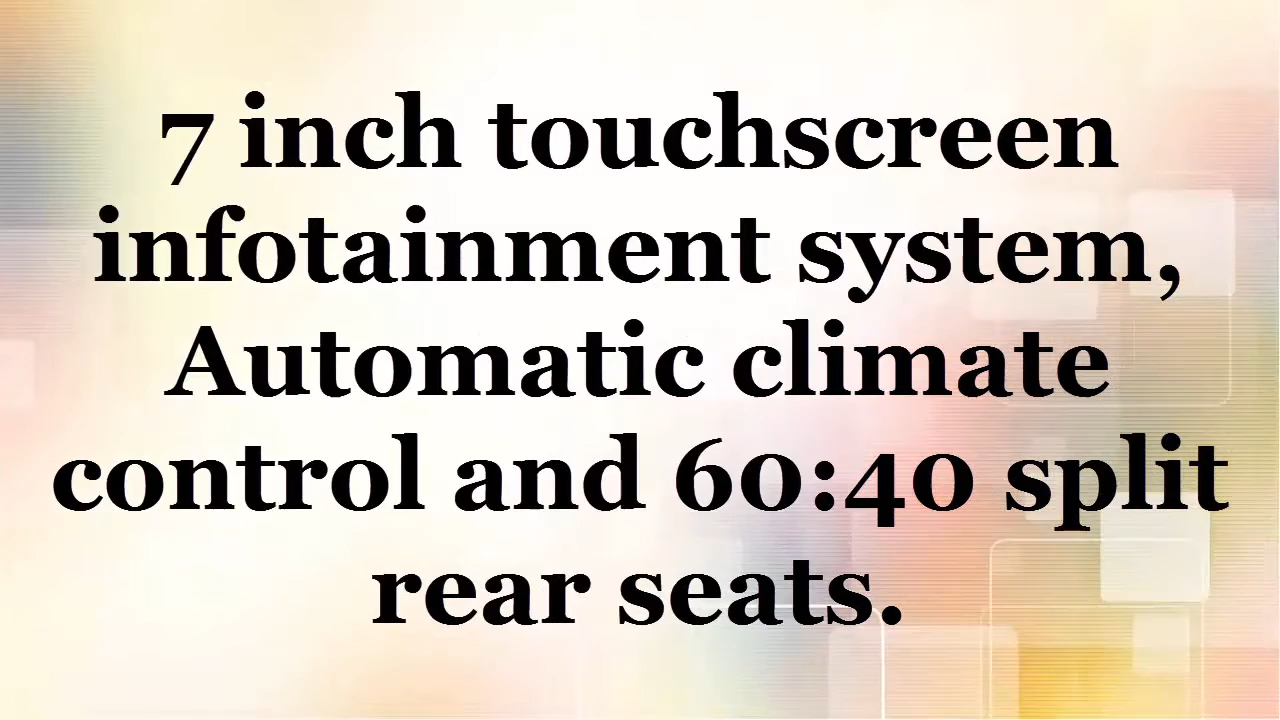 7 inch touchscreen
infotainment system,
Automatic climate
control and 60:40 split
rear seats.